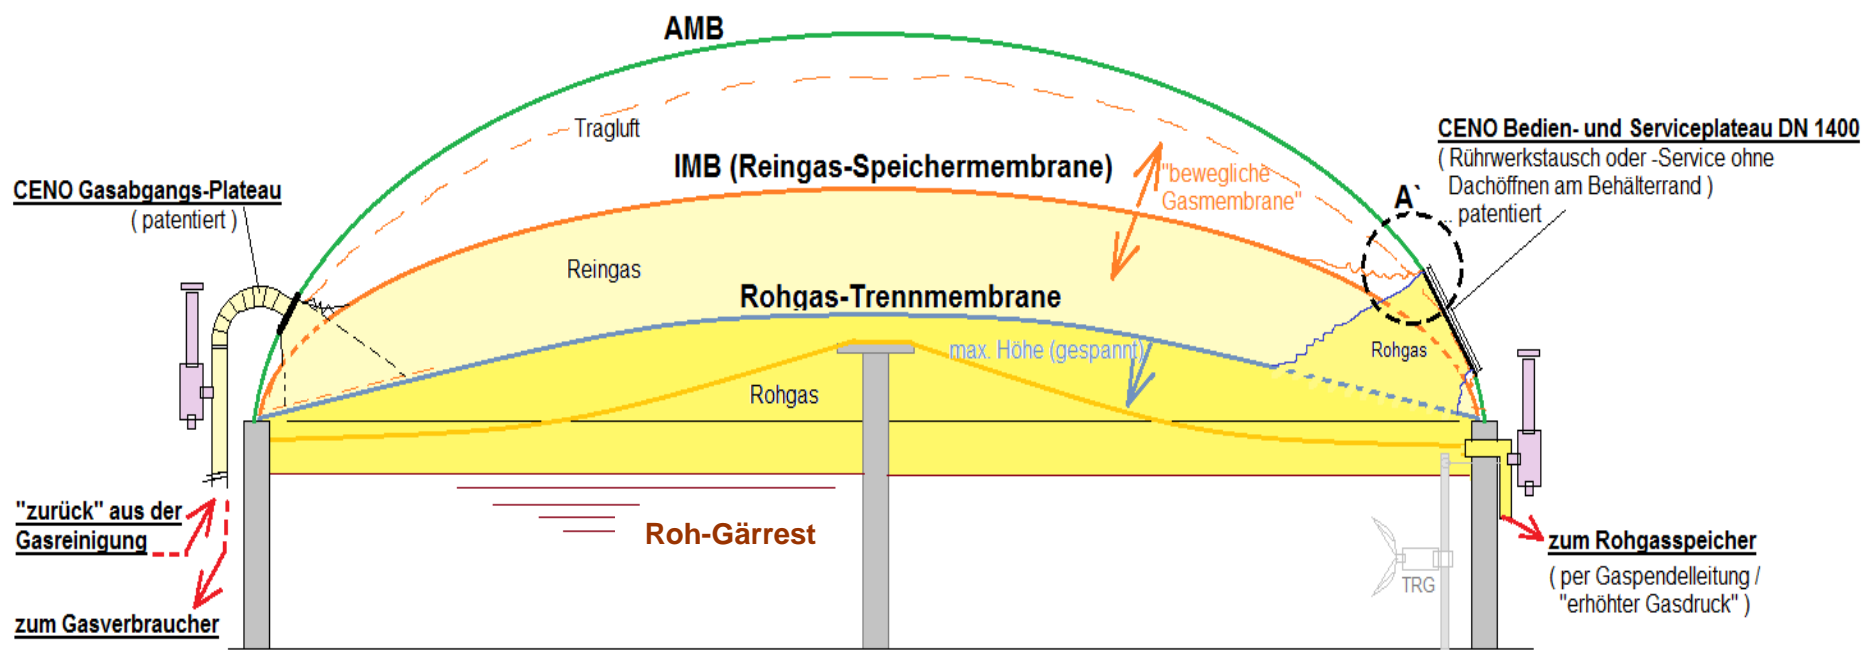 AMB
Tragluft
CENO Bedien- und Serviceplateau DN 1400
( Rührwerkstausch oder -Service ohne
Dachöffnen am Behälterrand )
patentiert
IMB (Reingas-Speichermembrane)
"bewegliche
Gasmembrane"
A`
CENO Gasabgangs-Plateau
( patentiert )
Reingas
Rohgas-Trennmembrane
max. Höhe (gespannt)
Rohgas
Rohgas
"zurück" aus der
Gasreinigung
zum Gasverbraucher
Roh-Gärrest
TRG
zum Rohgasspeicher
( per Gaspendelleitung /
"erhöhter Gasdruck" )